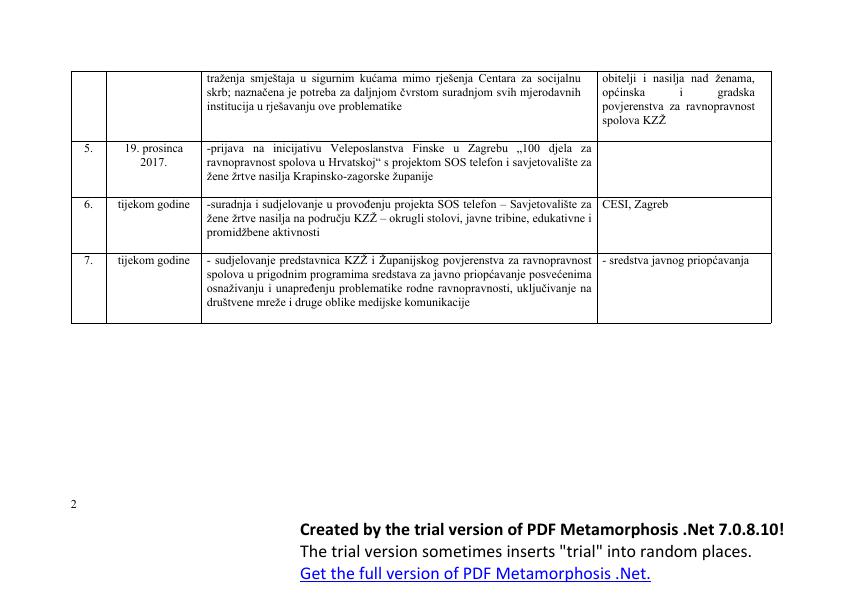 traženja smještaja u sigurnim kućama mimo rješenja Centara za socijalnu
skrb; naznačena je potreba za daljnjom čvrstom suradnjom svih mjerodavnih
institucija u rješavanju ove problematike
obitelji i nasilja nad ženama,
općinska i gradska
povjerenstva za ravnopravnost
spolova KZŽ
5.
19. prosinca
2017.
-prijava na inicijativu Veleposlanstva Finske u Zagrebu „100 djela za
ravnopravnost spolova u Hrvatskoj“ s projektom SOS telefon i savjetovalište za
žene žrtve nasilja Krapinsko-zagorske županije
6.
tijekom godine
-suradnja i sudjelovanje u provođenju projekta SOS telefon – Savjetovalište za
žene žrtve nasilja na području KZŽ – okrugli stolovi, javne tribine, edukativne i
promidžbene aktivnosti
CESI, Zagreb
7.
tijekom godine
- sudjelovanje predstavnica KZŽ i Županijskog povjerenstva za ravnopravnost
spolova u prigodnim programima sredstava za javno priopćavanje posvećenima
osnaživanju i unapređenju problematike rodne ravnopravnosti, uključivanje na
društvene mreže i druge oblike medijske komunikacije
- sredstva javnog priopćavanja
2
Created by the trial version of PDF Metamorphosis .Net 7.0.8.10!
The trial version sometimes inserts "trial" into random places.
Get the full version of PDF Metamorphosis .Net.